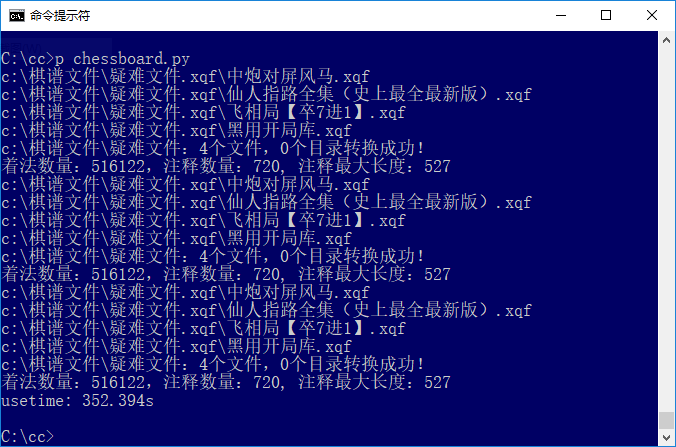 命令提示符
C:\cc>p chessboard.py
c:\棋谱文件\疑难文件.xqf\中炮对屏风马.xqf
c:\棋谱文件\疑难文件.xqf\仙人指路全集（史上最全最新版）.xqf
c:\棋谱文件\疑难文件.xqf\飞相局【卒7进1】.xqf
c:\棋谱文件\疑难文件.xqf\黑用开局库.xqf
c:\棋谱文件\疑难文件: 4个文件, 0个目录转换成功!
着法数量: 516122, 注释数量: 720, 注释最大长度: 527
c:\棋谱文件\疑难文件.xqf\中炮对屏风马.xqf
c:\棋谱文件\疑难文件.xqf\仙人指路全集（史上最全最新版）.xqf
c:\棋谱文件\疑难文件.xqf\飞相局【卒7进1】.xqf
c:\棋谱文件\疑难文件.xqf\黑用开局库.xqf
c:\棋谱文件\疑难文件: 4个文件, 0个目录转换成功!
着法数量: 516122, 注释数量: 720, 注释最大长度: 527
c:\棋谱文件\疑难文件.xqf\中炮对屏风马.xqf
c:\棋谱文件\疑难文件.xqf\仙人指路全集（史上最全最新版）.xqf
c:\棋谱文件\疑难文件.xqf\飞相局【卒7进1】.xqf
c:\棋谱文件\疑难文件.xqf\黑用开局库.xqf
c:\棋谱文件\疑难文件: 4个文件, 0个目录转换成功!
着法数量: 516122, 注释数量: 720, 注释最大长度: 527
usetime: 352.394s
C:\cc>